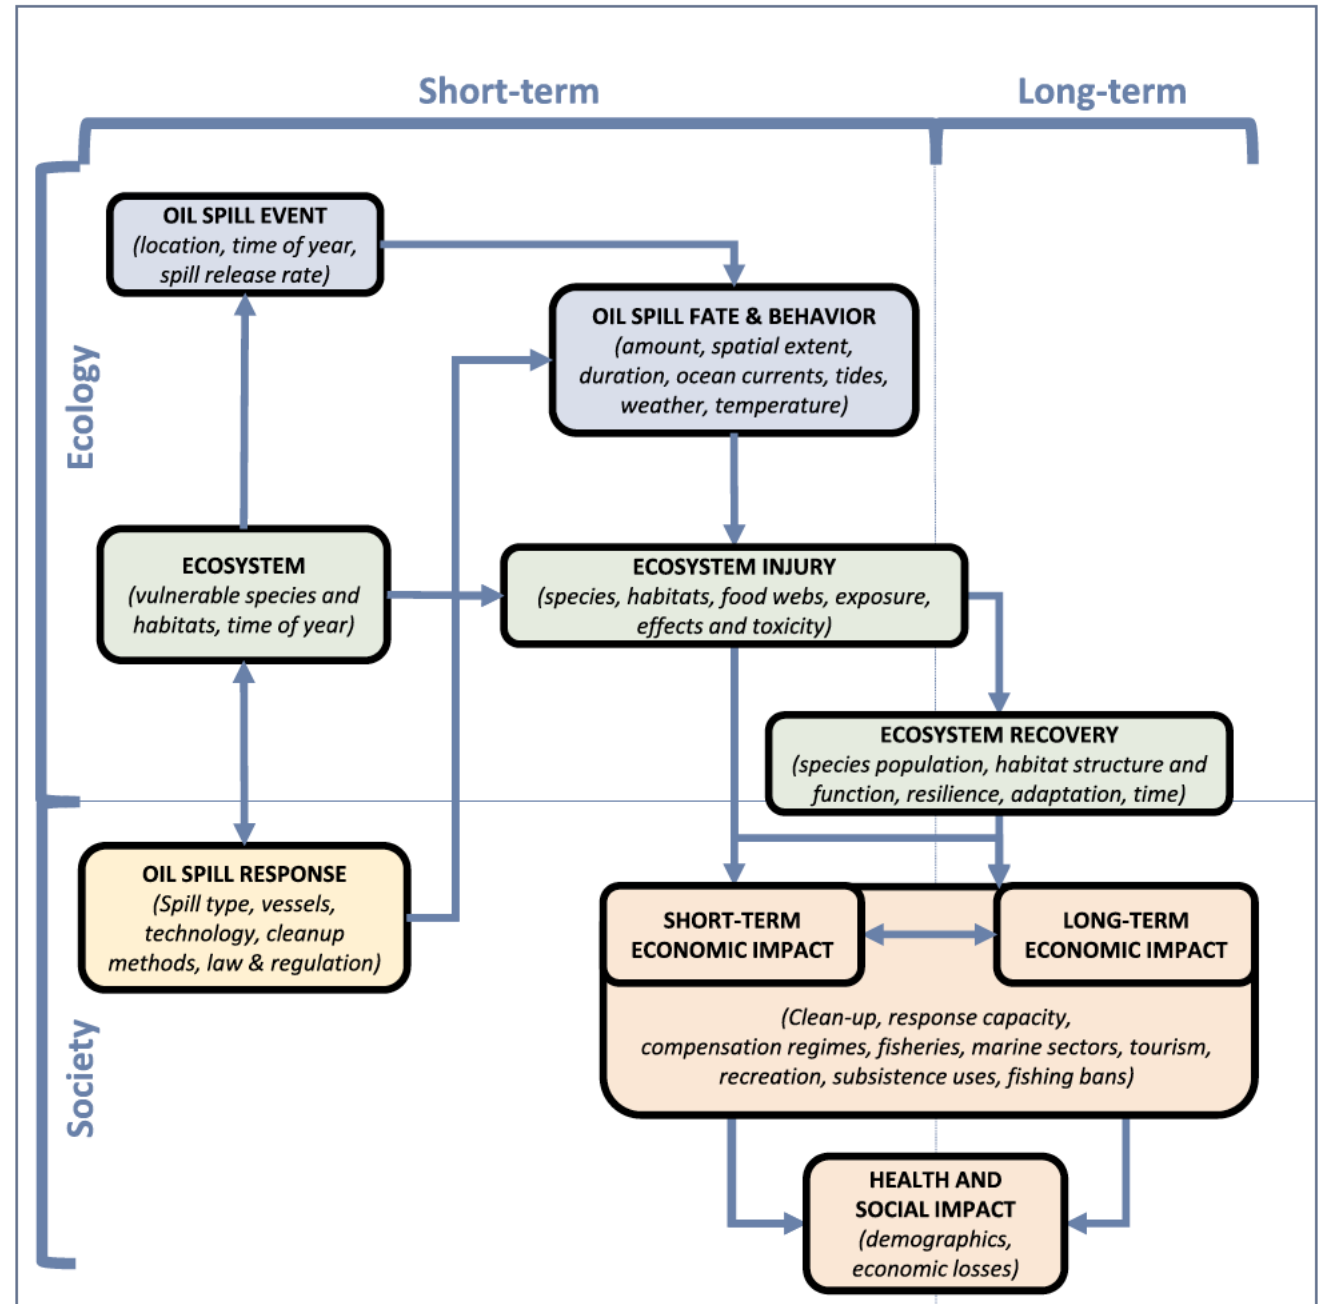 Short-term
Long-term
Ecology
OIL SPILL EVENT
(location, time of year,
spill release rate)
OIL SPILL FATE & BEHAVIOR
(amount, spatial extent,
duration, ocean currents, tides,
weather, temperature)
ECOSYSTEM
(vulnerable species and
habitats, time of year)
ECOSYSTEM INJURY
(species, habitats, food webs, exposure,
effects and toxicity)
ECOSYSTEM RECOVERY
(species population, habitat structure and
function, resilience, adaptation, time)
Society
OIL SPILL RESPONSE
(Spill type, vessels,
technology, cleanup
methods, law & regulation)
SHORT-TERM
ECONOMIC IMPACT
LONG-TERM
ECONOMIC IMPACT
(Clean-up, response capacity,
compensation regimes, fisheries, marine sectors, tourism,
recreation, subsistence uses, fishing bans)
HEALTH AND
SOCIAL IMPACT
(demographics,
economic losses)